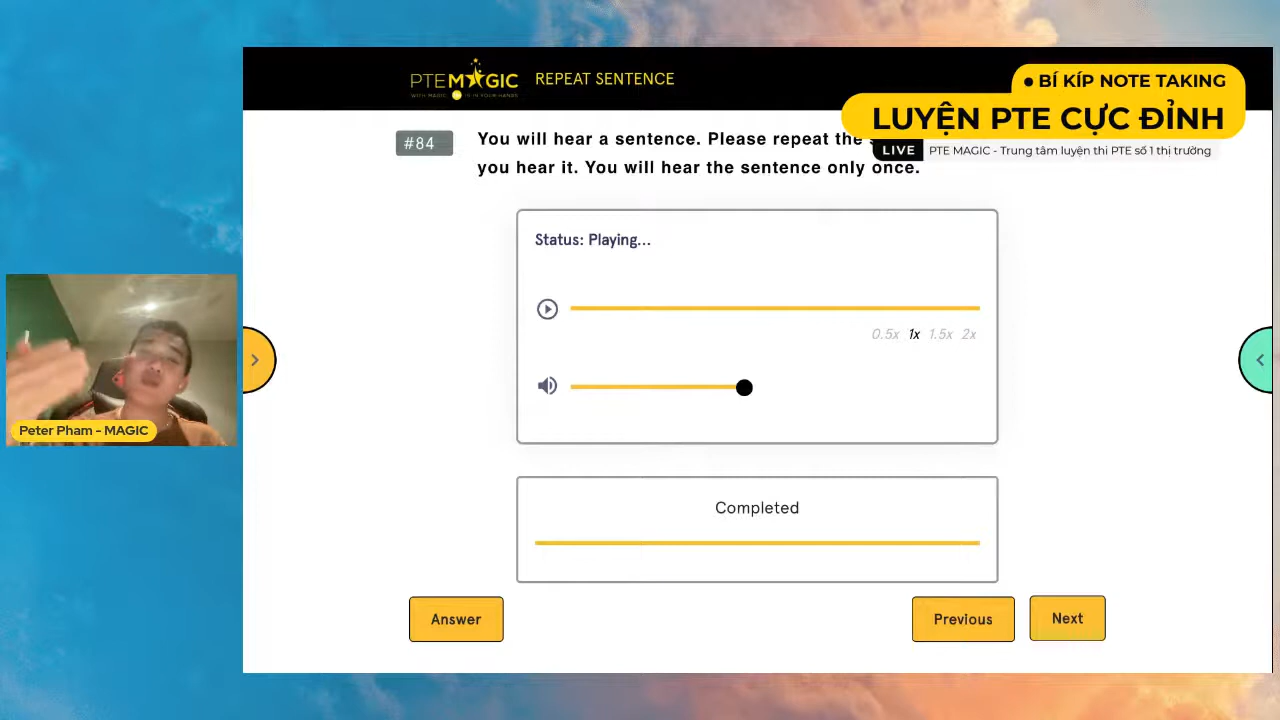 PTEMAGIC
REPEAT SENTENCE
BÍ KÍP NOTE TAKING
LUYỆN PTE CỰC ĐỈNH
LIVE PTE MAGIC - Trung tâm luyện thi PTE số 1 thị trường
#84
You will hear a sentence. Please repeat the
you hear it. You will hear the sentence only once.
Status: Playing...
0.5x 1x 1.5x 2x
Peter Pham - MAGIC
Completed
Answer
Previous
Next